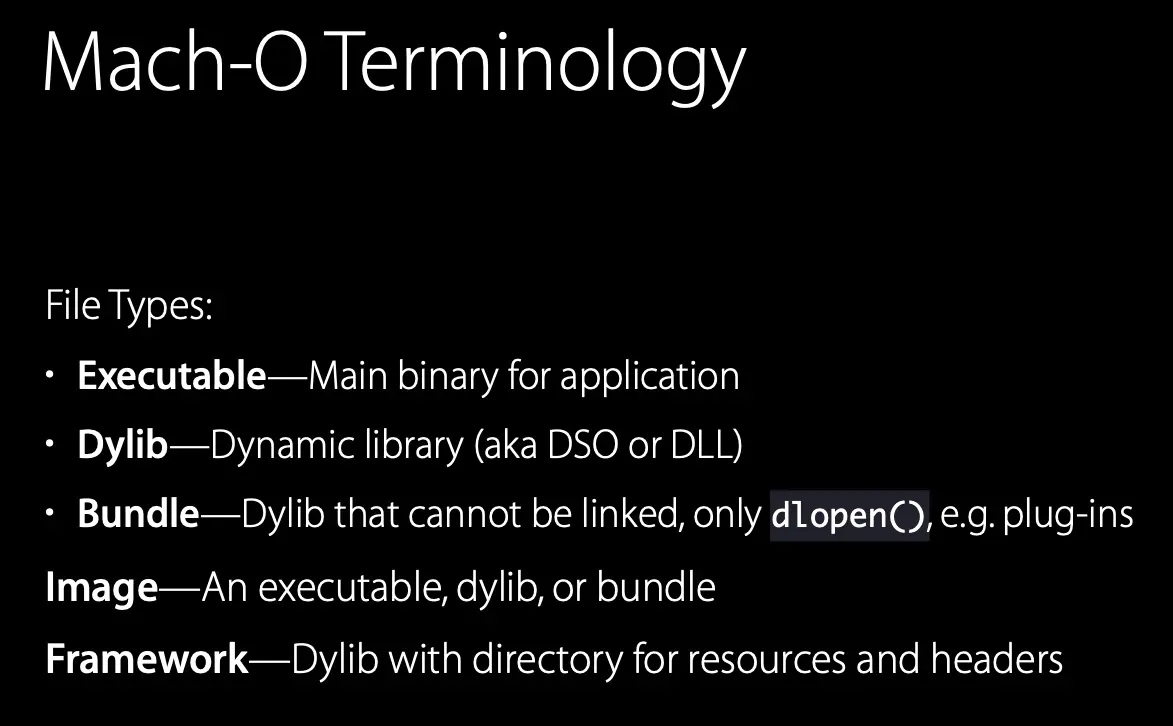 Mach-O Terminology
File Types:
• Executable—Main binary for application
• Dylib—Dynamic library (aka DSO or DLL)
• Bundle—Dylib that cannot be linked, only dlopen(), e.g. plug-ins
Image—An executable, dylib, or bundle
Framework—Dylib with directory for resources and headers